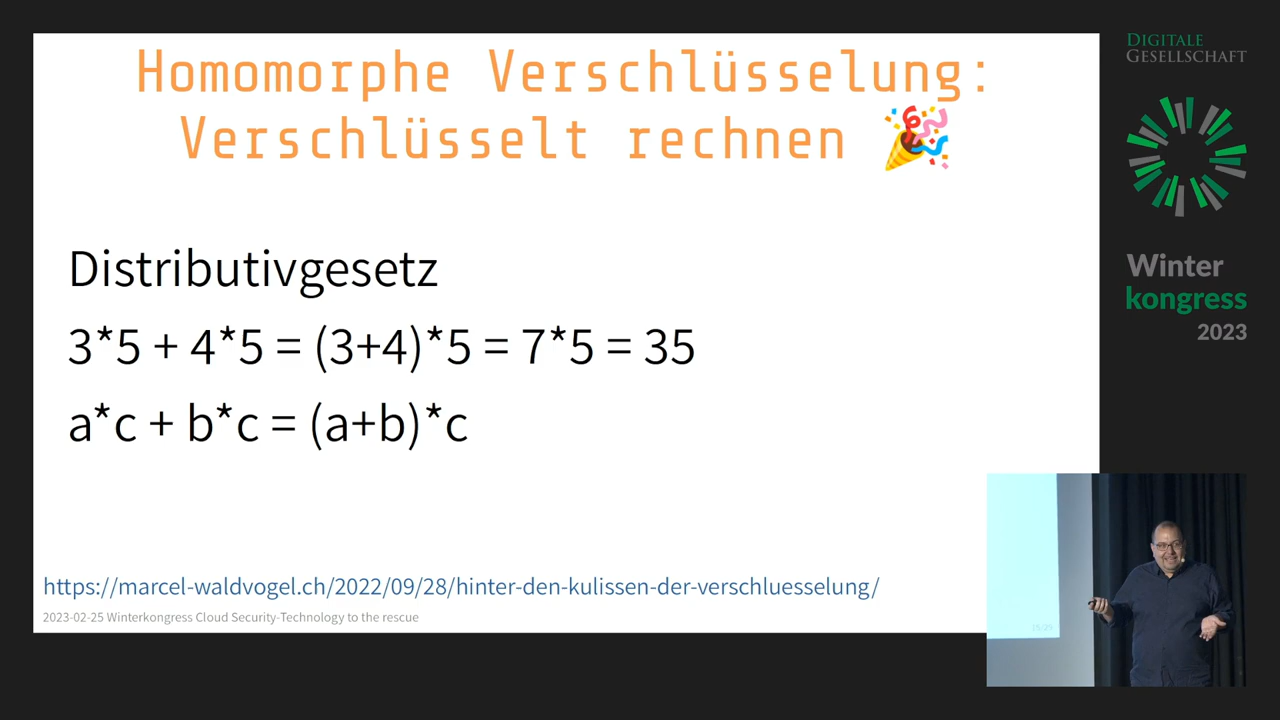 Homomorphe Verschlüsselung:
Verschlüsselt rechnen 🎉
Distributivgesetz
3*5 + 4*5 = (3+4)*5 = 7*5 = 35
a*c + b*c = (a+b)*c
https://marcel-waldvogel.ch/2022/09/28/hinter-den-kulissen-der-verschluesselung/
2023-02-25 Winterkongress Cloud Security-Technology to the rescue
DIGITALE
GESELLSCHAFT
Winter
kongress
2023